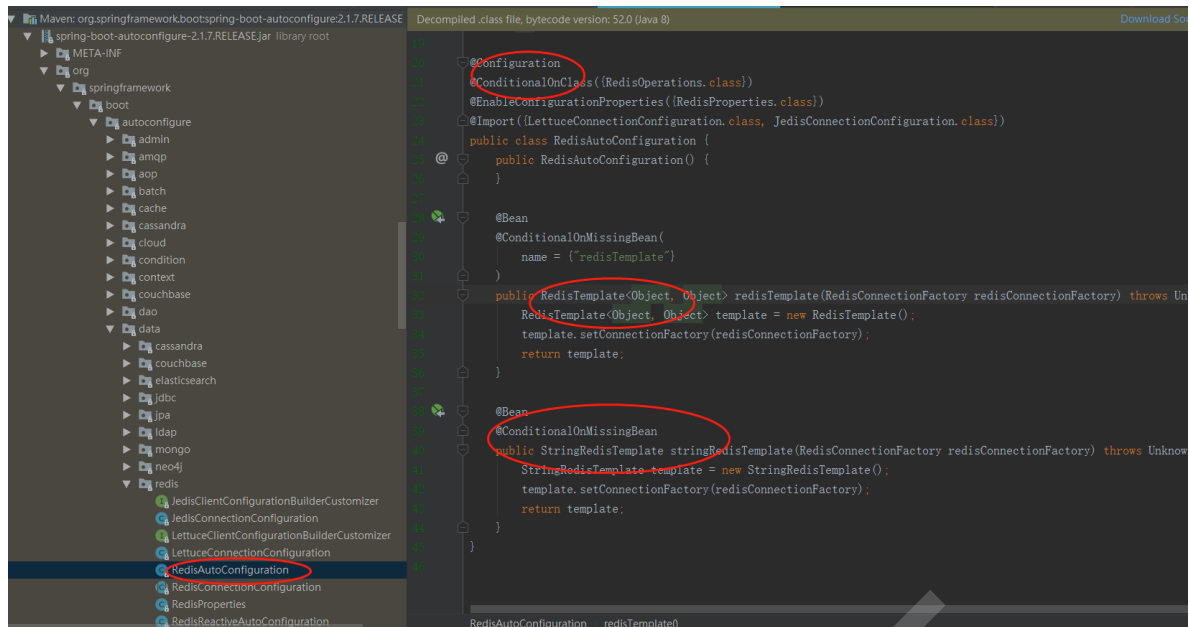 Maven: org.springframework.boot:spring-boot-autoconfigure:2.1.7.RELEASE
spring-boot-autoconfigure-2.1.7.RELEASE.jar library root
META-INF
org
springframework
boot
autoconfigure
admin
amqp
aop
batch
cache
cassandra
cloud
condition
context
couchbase
dao
data
cassandra
couchbase
elasticsearch
jdbc
jpa
ldap
mongo
neo4j
redis
JedisClientConfigurationBuilderCustomizer
JedisConnectionConfiguration
LettuceClientConfigurationBuilderCustomizer
LettuceConnectionConfiguration
RedisAutoConfiguration
RedisConnectionConfiguration
RedisProperties
RedisReactiveAutoConfiguration
Decompiled .class file, bytecode version: 52.0 (Java 8)
Download Sou
@Configuration
@ConditionalOnClass({RedisOperations.class})
@EnableConfigurationProperties({RedisProperties.class})
@Import({LettuceConnectionConfiguration.class, JedisConnectionConfiguration.class})
public class RedisAutoConfiguration {
public RedisAutoConfiguration() {
}
@Bean
@ConditionalOnMissingBean(
name = {"redisTemplate"}
)
public RedisTemplate<Object, Object> redisTemplate(RedisConnectionFactory redisConnectionFactory) throws Un
RedisTemplate<Object, Object> template = new RedisTemplate();
template.setConnectionFactory(redisConnectionFactory);
return template;
}
@Bean
@ConditionalOnMissingBean
public StringRedisTemplate stringRedisTemplate(RedisConnectionFactory redisConnectionFactory) throws Unknow
StringRedisTemplate template = new StringRedisTemplate();
template.setConnectionFactory(redisConnectionFactory);
return template;
}
}
RedisAutoConfiguration redisTemplate()